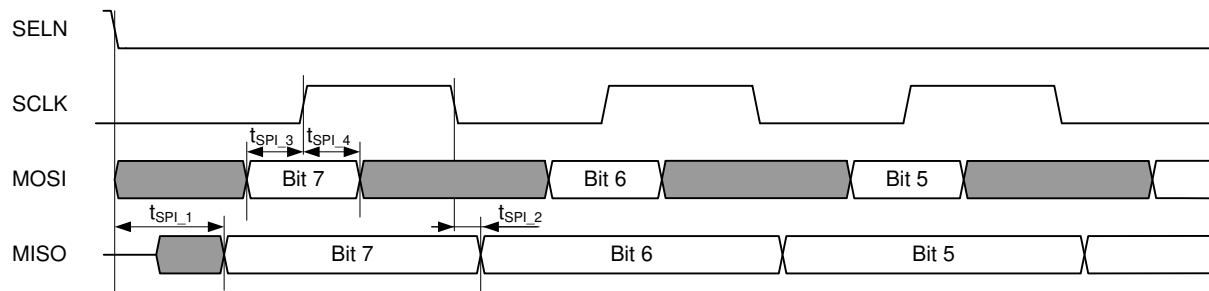 SELN
SCLK
tSPI_3 tSPI_4
MOSI Bit 7 Bit 6 Bit 5
tSPI_1 tSPI_2
MISO Bit 7 Bit 6 Bit 5